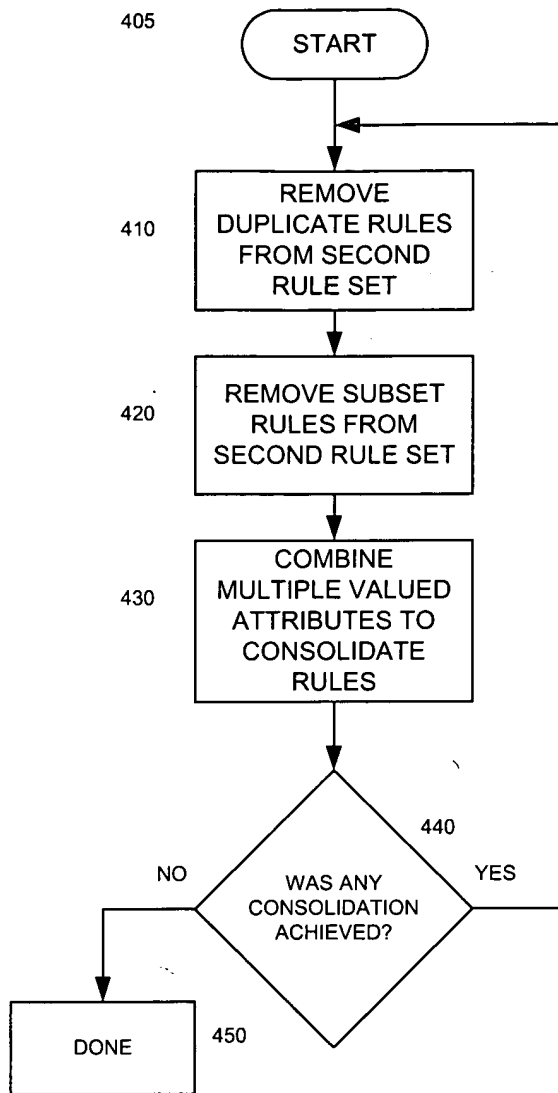 405
START
410
REMOVE
DUPLICATE RULES
FROM SECOND
RULE SET
420
REMOVE SUBSET
RULES FROM
SECOND RULE SET
430
COMBINE
MULTIPLE VALUED
ATTRIBUTES TO
CONSOLIDATE
RULES
440
NO
YES
WAS ANY
CONSOLIDATION
ACHIEVED?
DONE
450